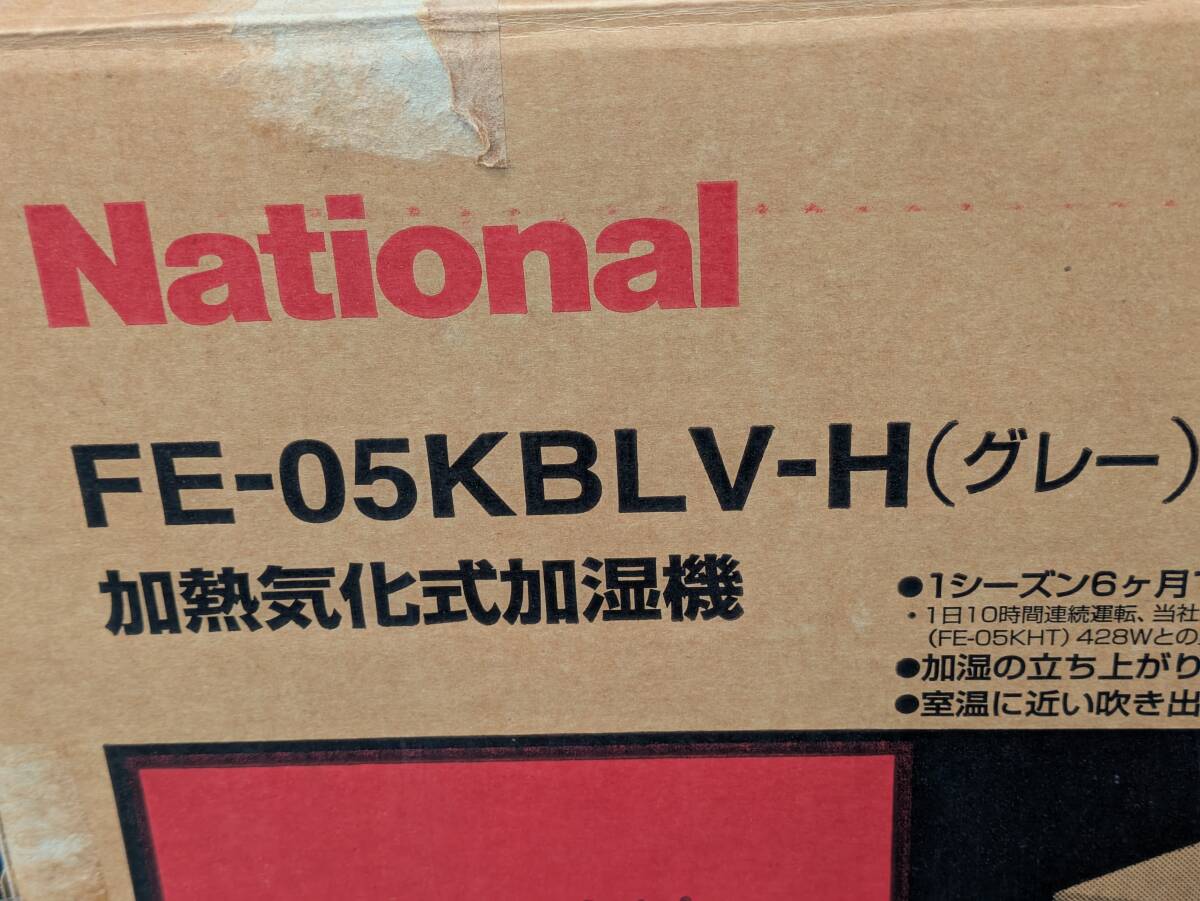 National
FE-05KBLV-H(グレー)
加熱気化式加湿機
●1シーズン6ヶ月
・1日10時間連続運転、当社
(FE-05KHT) 428Wとの
●加湿の立ち上がり
●室温に近い吹き出